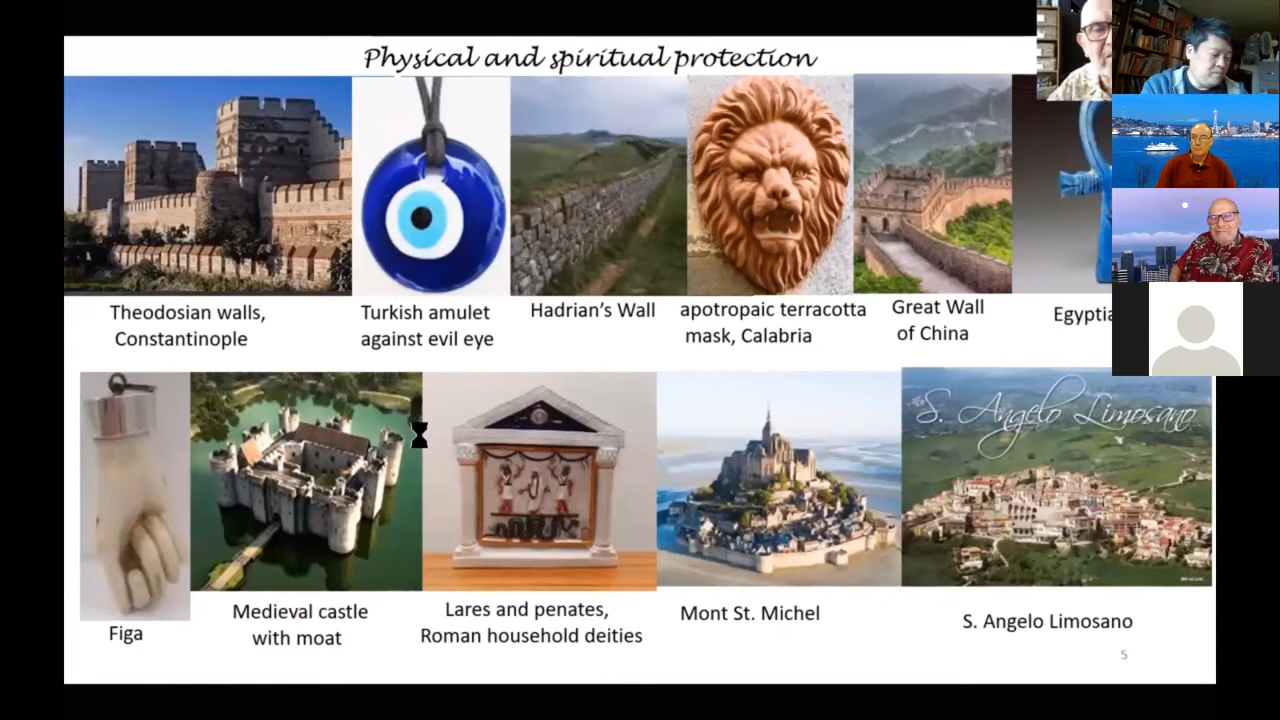 Physical and spiritual protection
Theodosian walls,
Constantinople
Turkish amulet
against evil eye
Hadrian's Wall
apotropaic terracotta
mask, Calabria
Great Wall
of China
S. Angelo Limosano
Figa
Medieval castle
with moat
Lares and penates,
Roman household deities
Mont St. Michel
S. Angelo Limosano
5